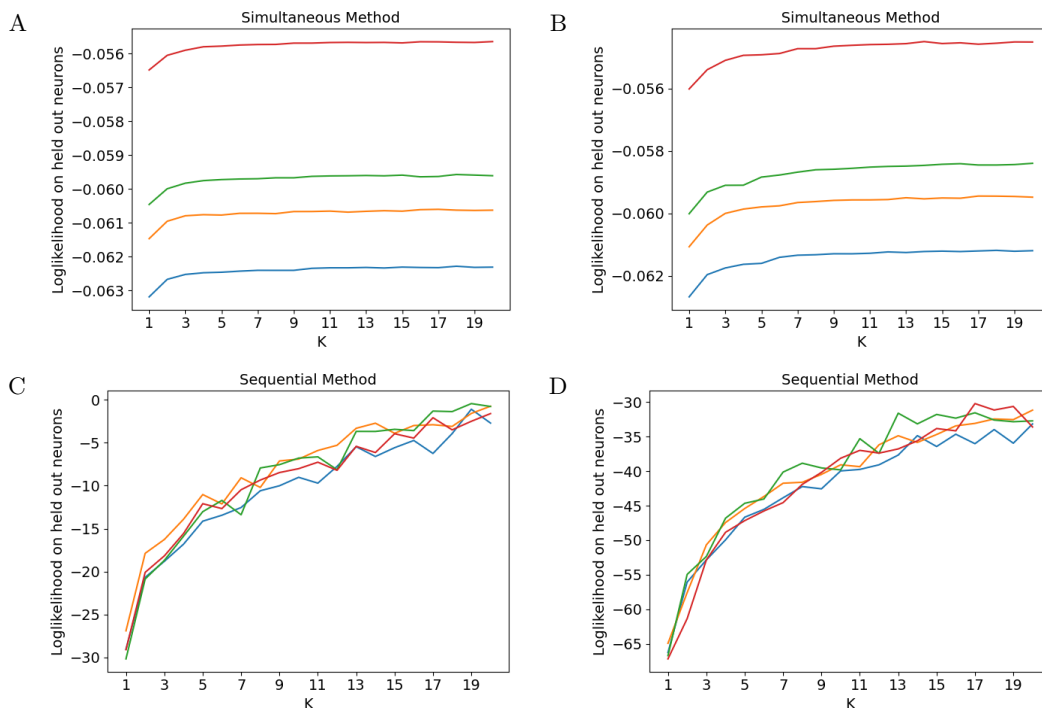 A
Simultaneous Method
Loglikelihood on held out neurons
−0.056
−0.057
−0.058
−0.059
−0.060
−0.061
−0.062
−0.063
1 3 5 7 9 11 13 15 17 19
K
B
Simultaneous Method
Loglikelihood on held out neurons
−0.056
−0.058
−0.060
−0.062
1 3 5 7 9 11 13 15 17 19
K
C
Sequential Method
Loglikelihood on held out neurons
0
−5
−10
−15
−20
−25
−30
1 3 5 7 9 11 13 15 17 19
K
D
Sequential Method
Loglikelihood on held out neurons
−30
−35
−40
−45
−50
−55
−60
−65
1 3 5 7 9 11 13 15 17 19
K